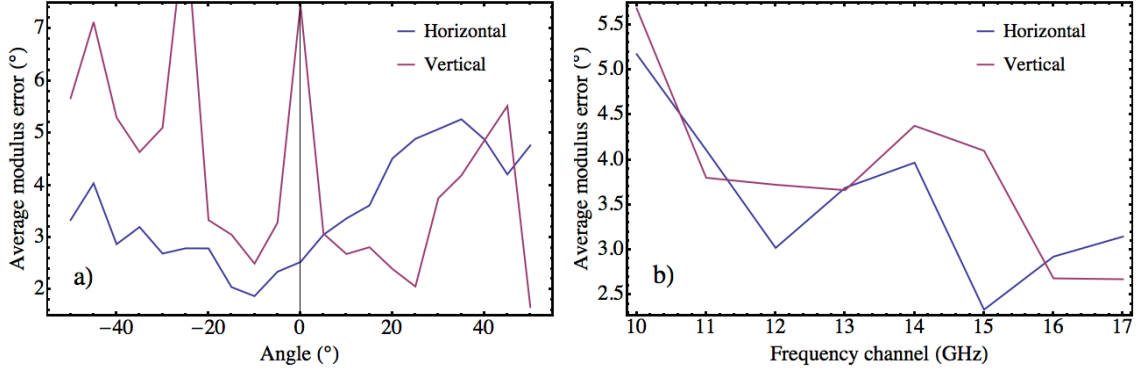 Average modulus error (°)
7
6
5
4
3
2
Horizontal
Vertical
a)
−40
−20
0
20
40
Angle (°)
Average modulus error (°)
5.5
5.0
4.5
4.0
3.5
3.0
2.5
Horizontal
Vertical
b)
10
11
12
13
14
15
16
17
Frequency channel (GHz)